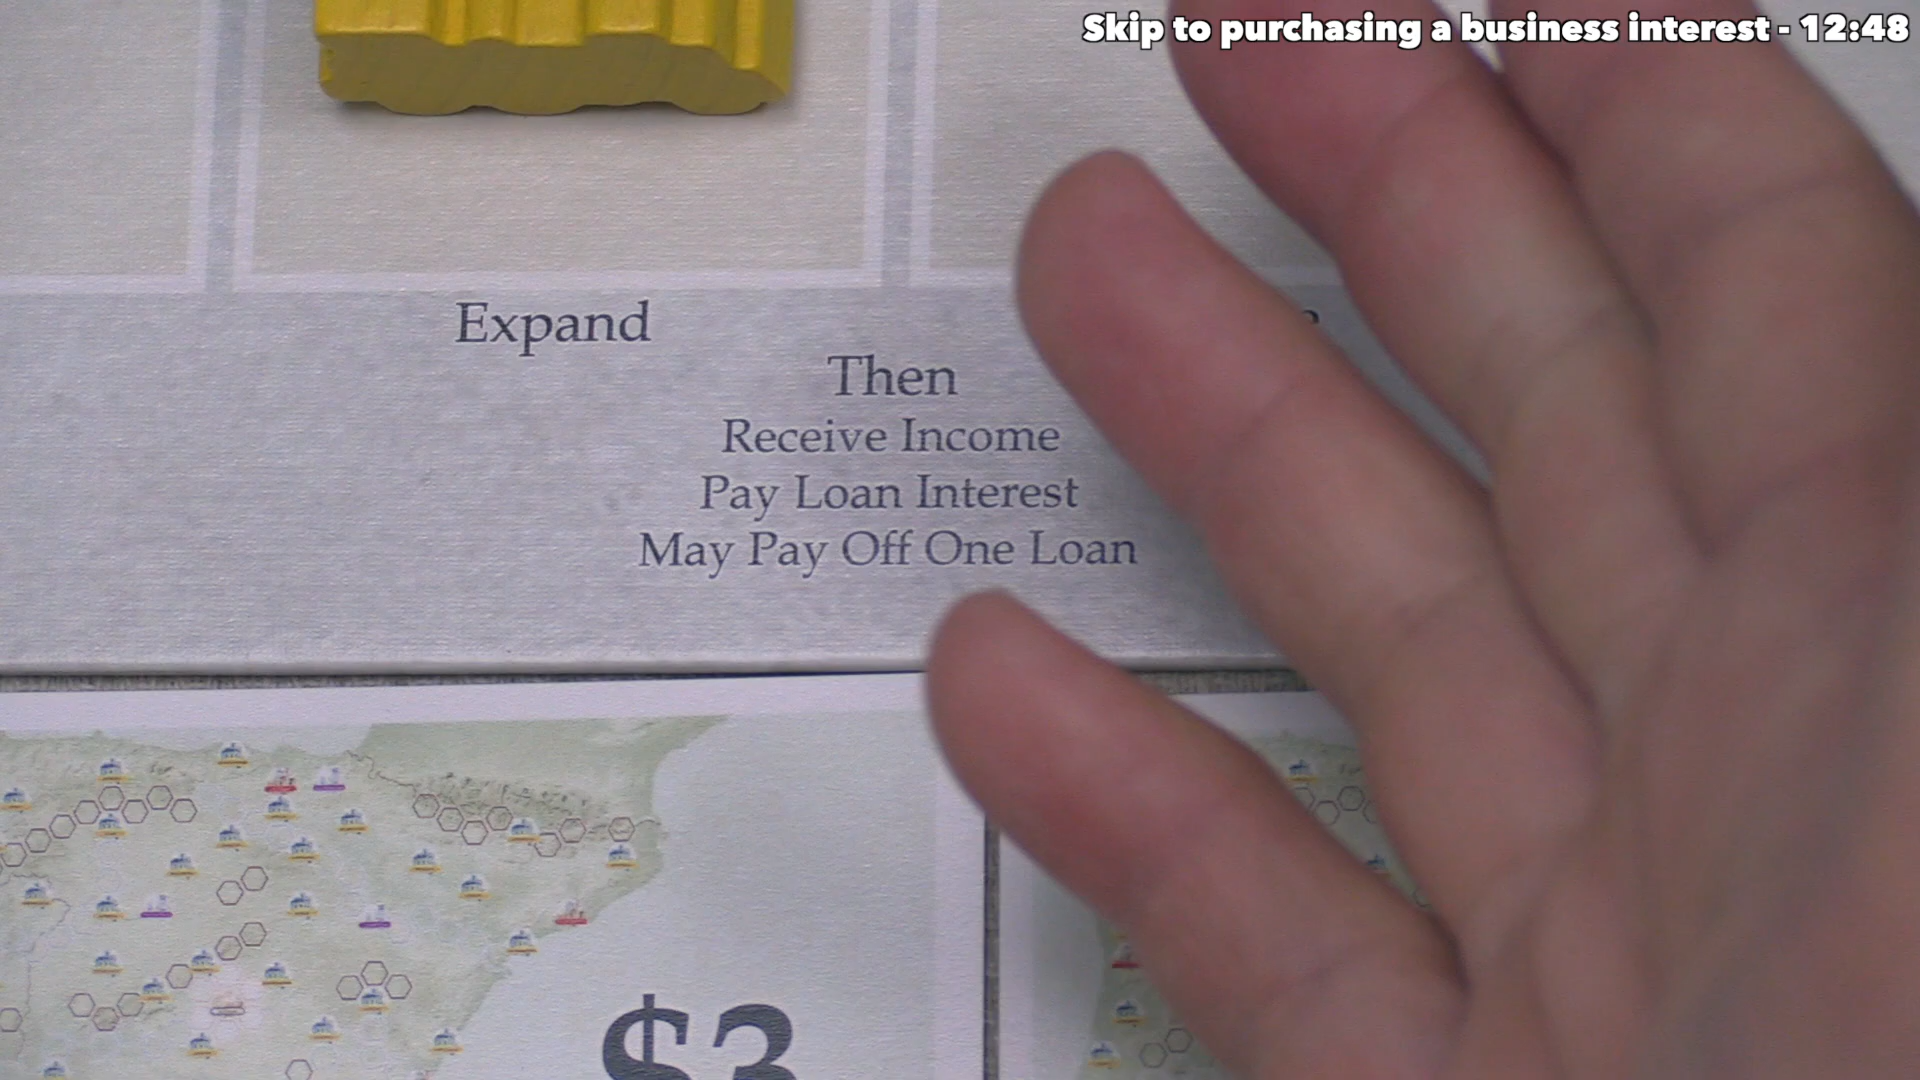 Skip to purchasing a business interest - 12:48
Expand
Then
Receive Income
Pay Loan Interest
May Pay Off One Loan
$3